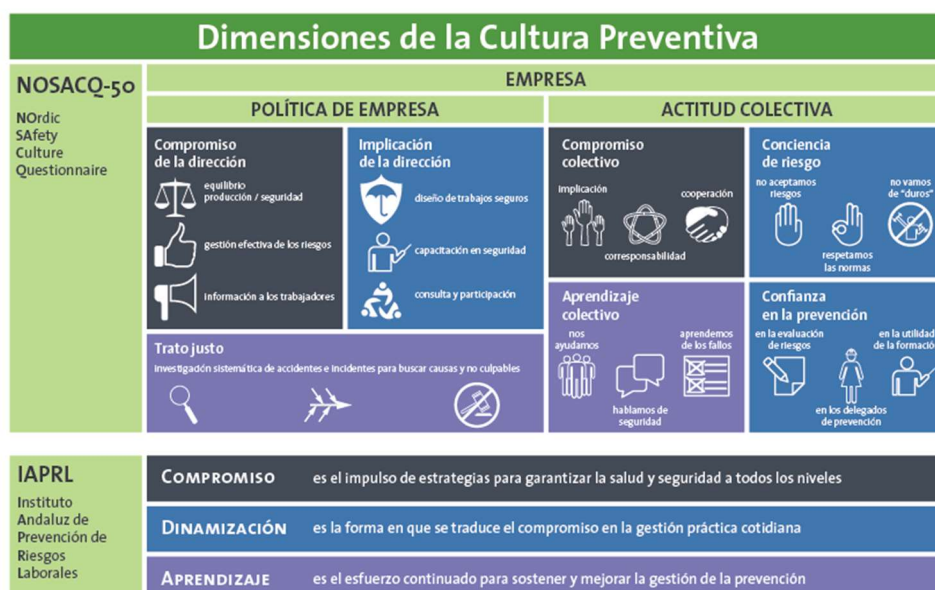 Dimensiones de la Cultura Preventiva
NOSACQ-50
NOrdic
SAfety
Culture
Questionnaire
EMPRESA
POLÍTICA DE EMPRESA
ACTITUD COLECTIVA
Compromiso
de la dirección
equilibrio
producción / seguridad
gestión efectiva de los riesgos
información a los trabajadores
Implicación
de la dirección
diseño de trabajos seguros
capacitación en seguridad
consulta y participación
Trato justo
investigación sistemática de accidentes e incidentes para buscar causas y no culpables
Compromiso
colectivo
implicación
cooperación
corresponsabilidad
Conciencia
de riesgo
no aceptamos
riesgos
no vamos
de "duros"
respetamos
las normas
Aprendizaje
colectivo
nos
ayudamos
aprendemos
de los fallos
hablamos de
seguridad
Confianza
en la prevención
en la evaluación
de riesgos
en la utilidad
de la formación
en los delegados
de prevención
IAPRL
Instituto
Andaluz de
Prevención de
Riesgos
Laborales
COMPROMISO es el impulso de estrategias para garantizar la salud y seguridad a todos los niveles
DINAMIZACIÓN es la forma en que se traduce el compromiso en la gestión práctica cotidiana
APRENDIZAJE es el esfuerzo continuado para sostener y mejorar la gestión de la prevención